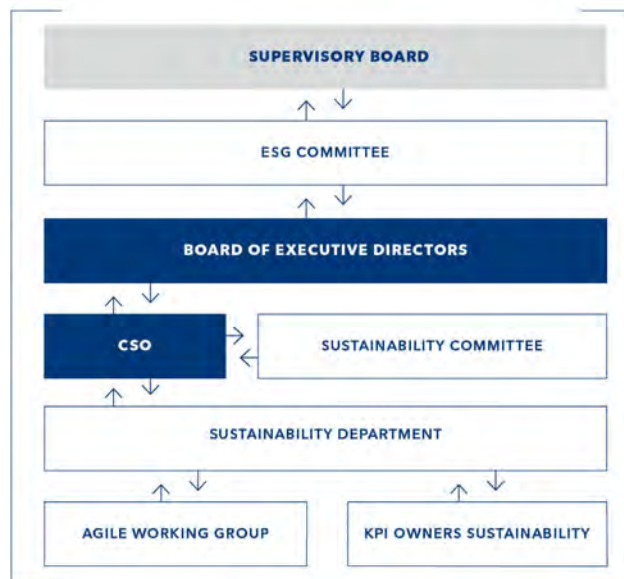 SUPERVISORY BOARD
ESG COMMITTEE
BOARD OF EXECUTIVE DIRECTORS
CSO
SUSTAINABILITY COMMITTEE
SUSTAINABILITY DEPARTMENT
AGILE WORKING GROUP
KPI OWNERS SUSTAINABILITY